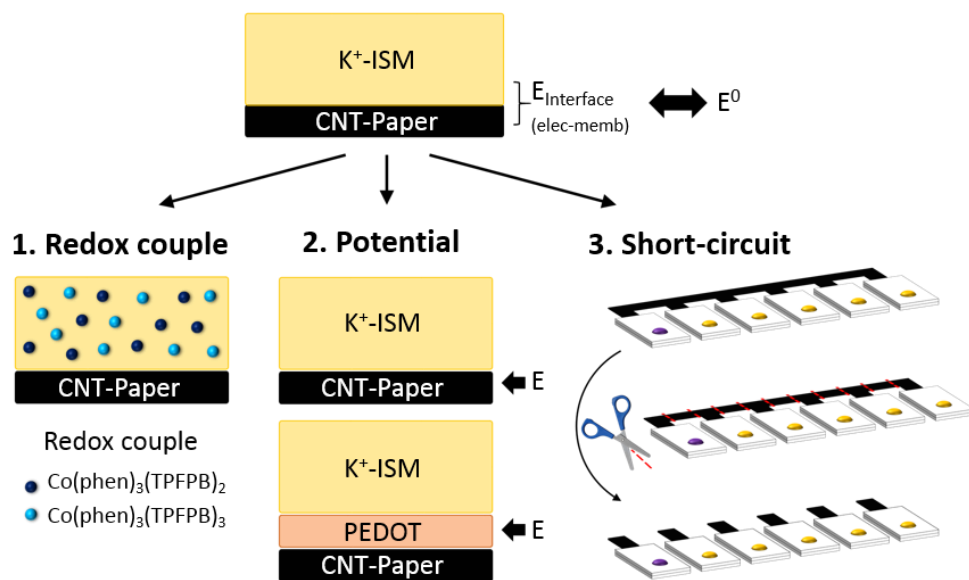 K⁺-ISM
CNT-Paper
E_Interface
(elec-memb)
E⁰
1. Redox couple
CNT-Paper
Redox couple
Co(phen)₃(TPFPB)₂
Co(phen)₃(TPFPB)₃
2. Potential
K⁺-ISM
CNT-Paper
E
K⁺-ISM
PEDOT
E
CNT-Paper
3. Short-circuit